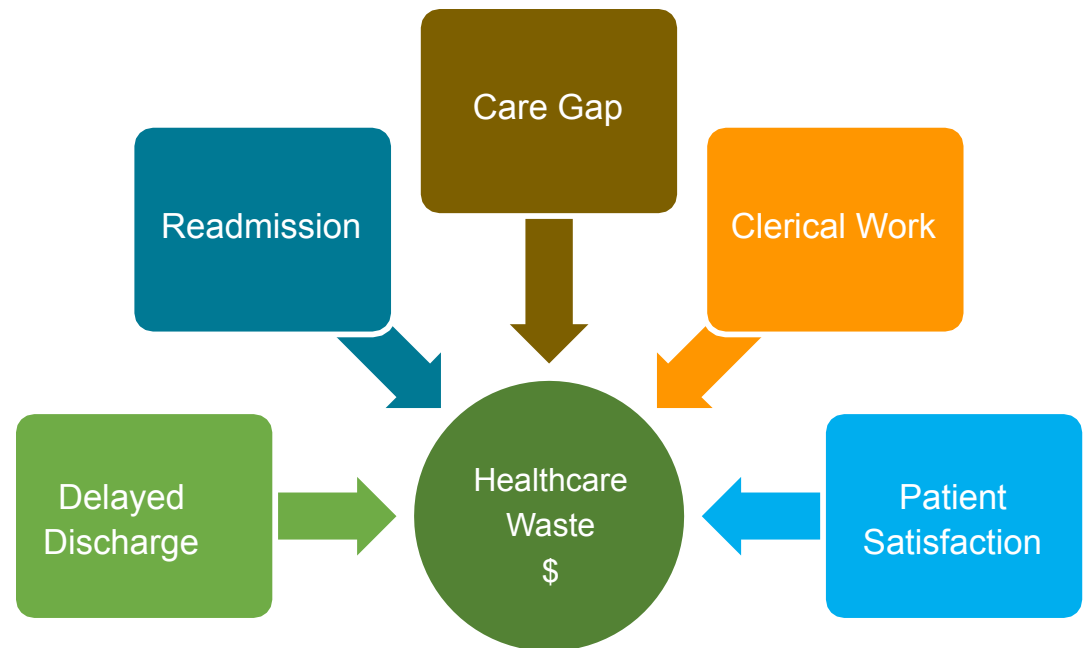 Care Gap
Readmission
Clerical Work
Delayed
Discharge
Healthcare
Waste
$
Patient
Satisfaction